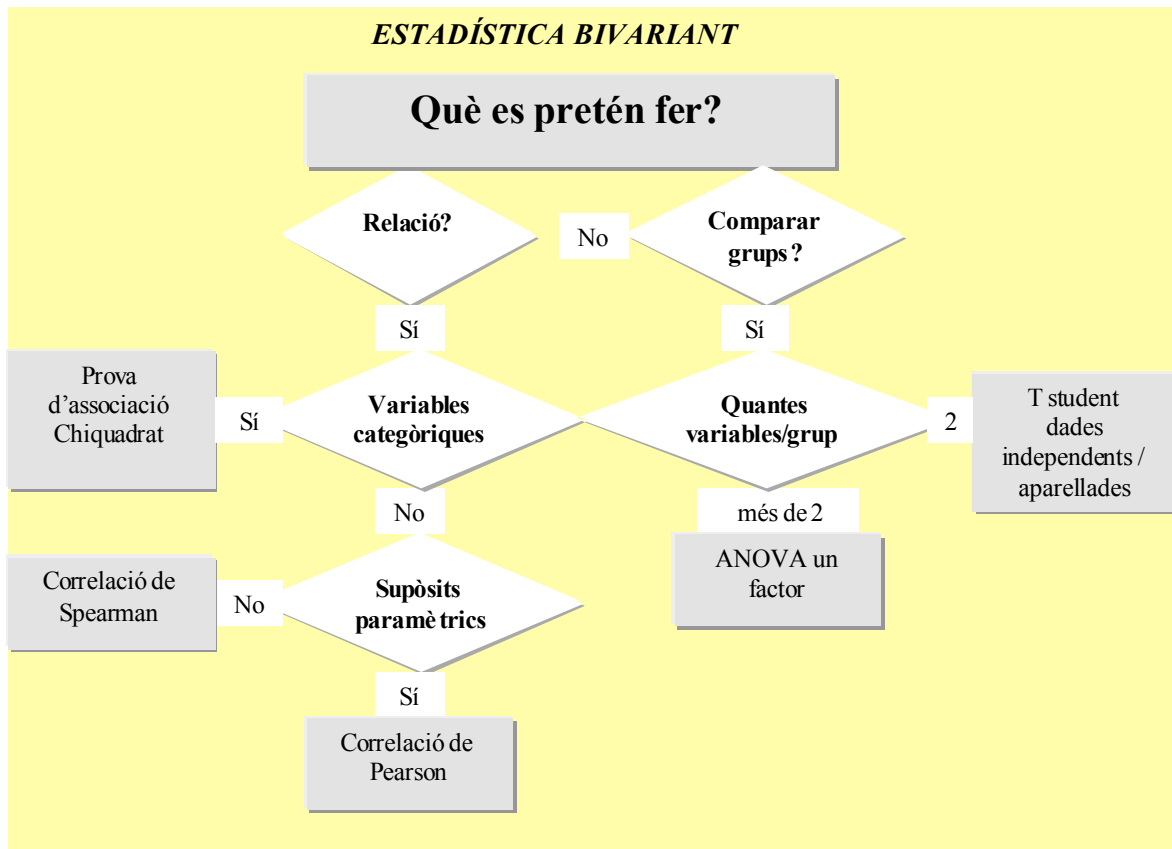 ESTADÍSTICA BIVARIANT
Què es pretén fer?
Relació?
No
Comparar
grups?
Sí
Sí
Prova
d'associació
Chiquadrat
Sí
Variables
categòriques
Quantes
variables/grup
2
T student
dades
independents /
aparellades
No
més de 2
ANOVA un
factor
Correlació de
Spearman
No
Supòsits
paramètrics
Sí
Correlació de
Pearson